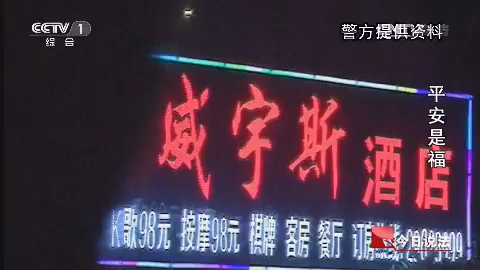 CCTV 1
综合
警方提供资料
平安是福
威宇斯酒店
K歌98元 按摩98元 棋牌 客房 餐厅
今日说法